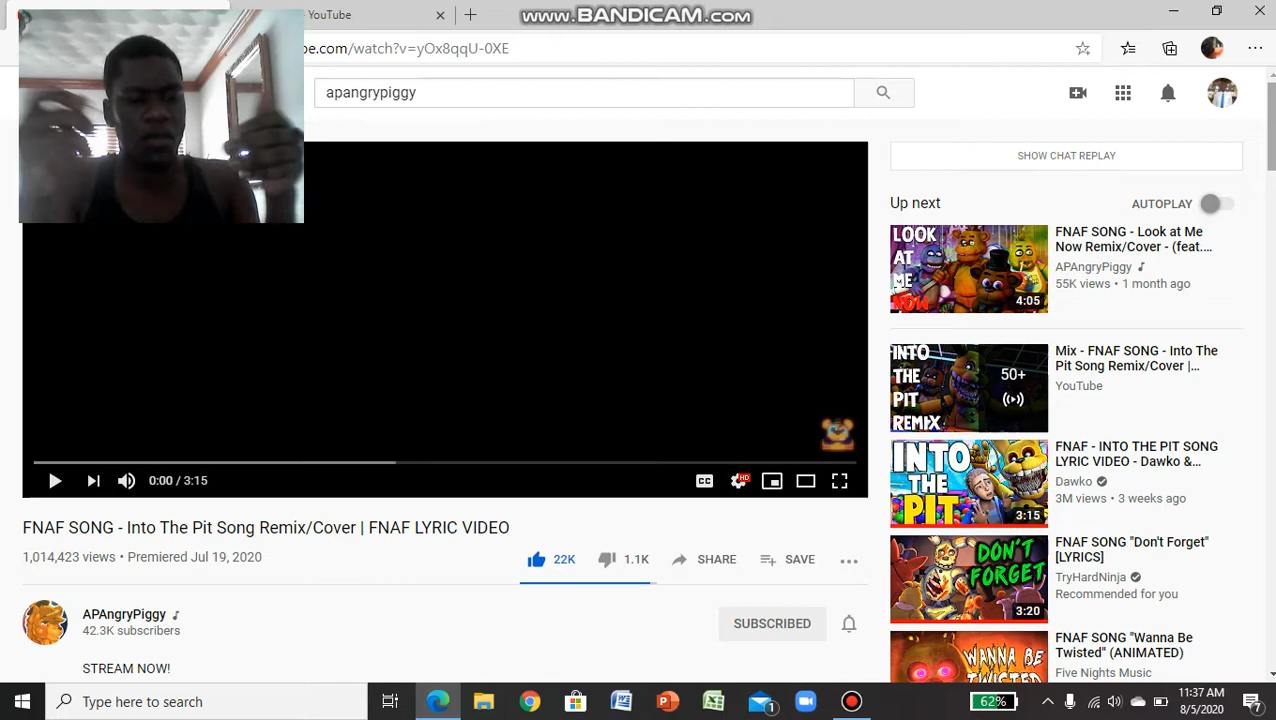 YouTube
www.BANDICAM.com
be.com/watch?v=yOx8qqU-0XE
apangrypiggy
SHOW CHAT REPLAY
Up next
AUTOPLAY
LOOK
AT
ME
NOW
4:05
FNAF SONG - Look at Me
Now Remix/Cover - (feat....
APAngryPiggy
55K views • 1 month ago
INTO
THE
PIT
REMIX
50+
Mix - FNAF SONG - Into The
Pit Song Remix/Cover |...
YouTube
INTO
THE
PIT
3:15
FNAF - INTO THE PIT SONG
LYRIC VIDEO - Dawko &...
Dawko
3M views • 3 weeks ago
DON'T
FORGET
3:20
FNAF SONG "Don't Forget"
[LYRICS]
TryHardNinja
Recommended for you
WANNA BE
TWISTED
FNAF SONG "Wanna Be
Twisted" (ANIMATED)
Five Nights Music
CC
HD
0:00 / 3:15
FNAF SONG - Into The Pit Song Remix/Cover | FNAF LYRIC VIDEO
1,014,423 views • Premiered Jul 19, 2020
22K
1.1K
SHARE
SAVE
APAngryPiggy
42.3K subscribers
SUBSCRIBED
STREAM NOW!
Type here to search
1
62%
11:37 AM
8/5/2020
7